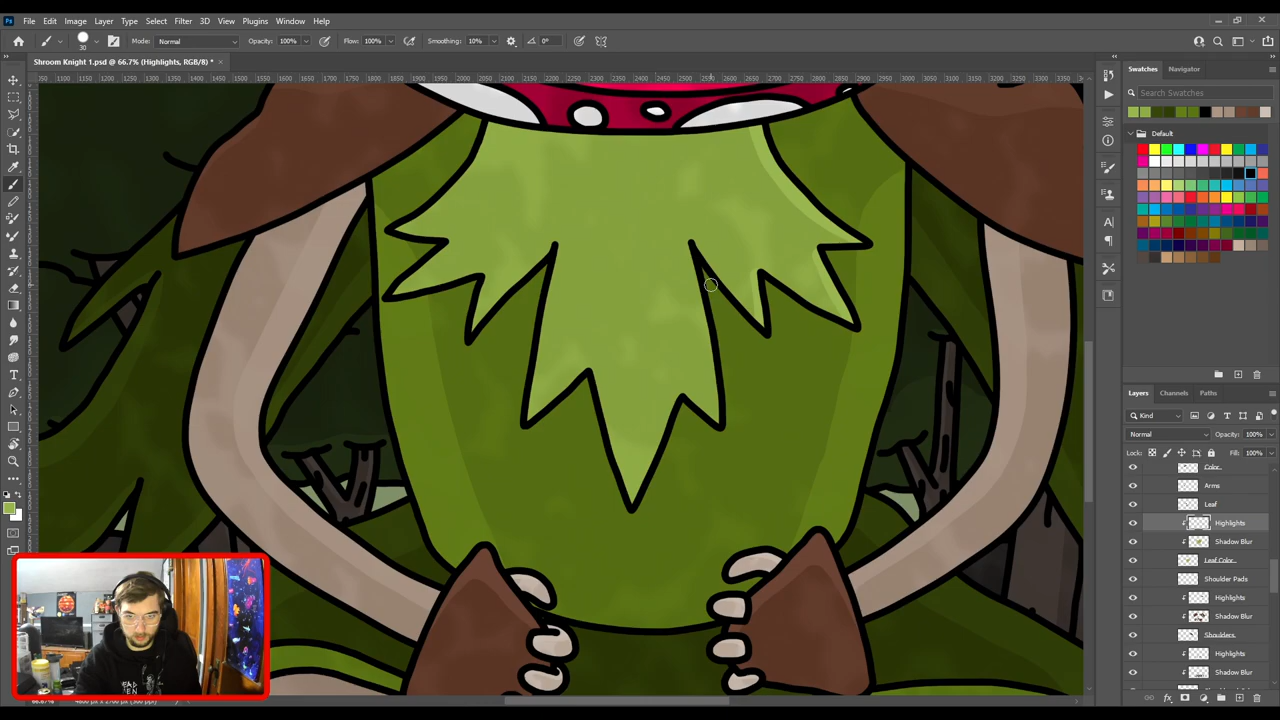 File Edit Image Layer Type Select Filter 3D View Plugins Window Help
30 Mode: Normal Opacity: 100% Flow: 100% Smoothing: 10% 0°
Shroom Knight 1.psd @ 66.7% (Highlights, RGB/8) *
Swatches Navigator
Search Swatches
Default
Layers Channels Paths
Kind
Normal Opacity: 100%
Lock: Fill: 100%
Color
Arms
Leaf
Highlights
Shadow Blur
Leaf Color
Shoulder Pads
Highlights
Shadow Blur
Shoulders
Highlights
Shadow Blur